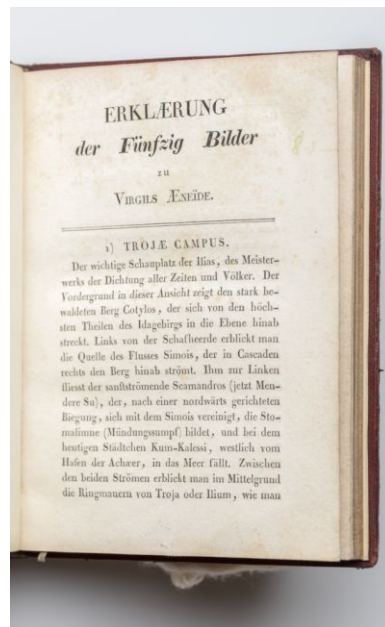 ERKLÆRUNG
der Fünfzig Bilder
zu
VIRGILS ÆNEÏDE.
1) TROJÆ CAMPUS.
Der wichtige Schauplatz der Ilias, des Meister-
werks der Dichtung aller Zeiten und Völker. Der
Vordergrund in dieser Ansicht zeigt den stark be-
waldeten Berg Cotylos, der sich von den höch-
sten Theilen des Idagebirgs in die Ebene hinab
streckt. Links von der Schafheerde erblickt man
die Quelle des Flusses Simois, der in Cascaden
rechts den Berg hinab strömt. Ihm zur Linken
fliesst der sanftströmende Scamandros (jetzt Men-
dere Su), der, nach einer nordwärts gerichteten
Biegung, sich mit dem Simois vereinigt, die Sto-
malimne (Mündungssumpf) bildet, und bei dem
heutigen Städtchen Kum-Kalessi, westlich vom
Hafen der Achæer, in das Meer fällt. Zwischen
den beiden Strömen erblickt man im Mittelgrund
die Ringmauern von Troja oder Ilium, wie man